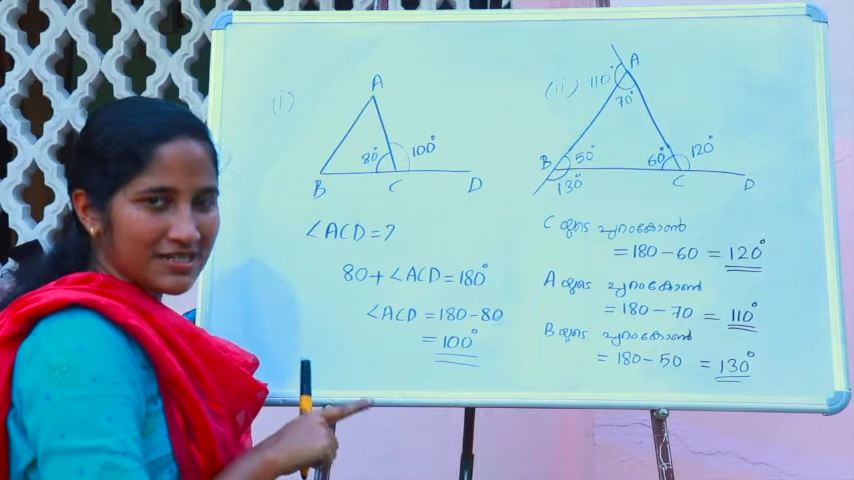 (i)
A
80° 100°
B C D
∠ACD = ?
80 + ∠ACD = 180°
∠ACD = 180 - 80
= 100°
(ii)
A
110°
70°
B 50° 60° 120°
130° C D
C യുടെ പുറംകോൺ
= 180 - 60 = 120°
A യുടെ പുറംകോൺ
= 180 - 70 = 110°
B യുടെ പുറംകോൺ
= 180 - 50 = 130°